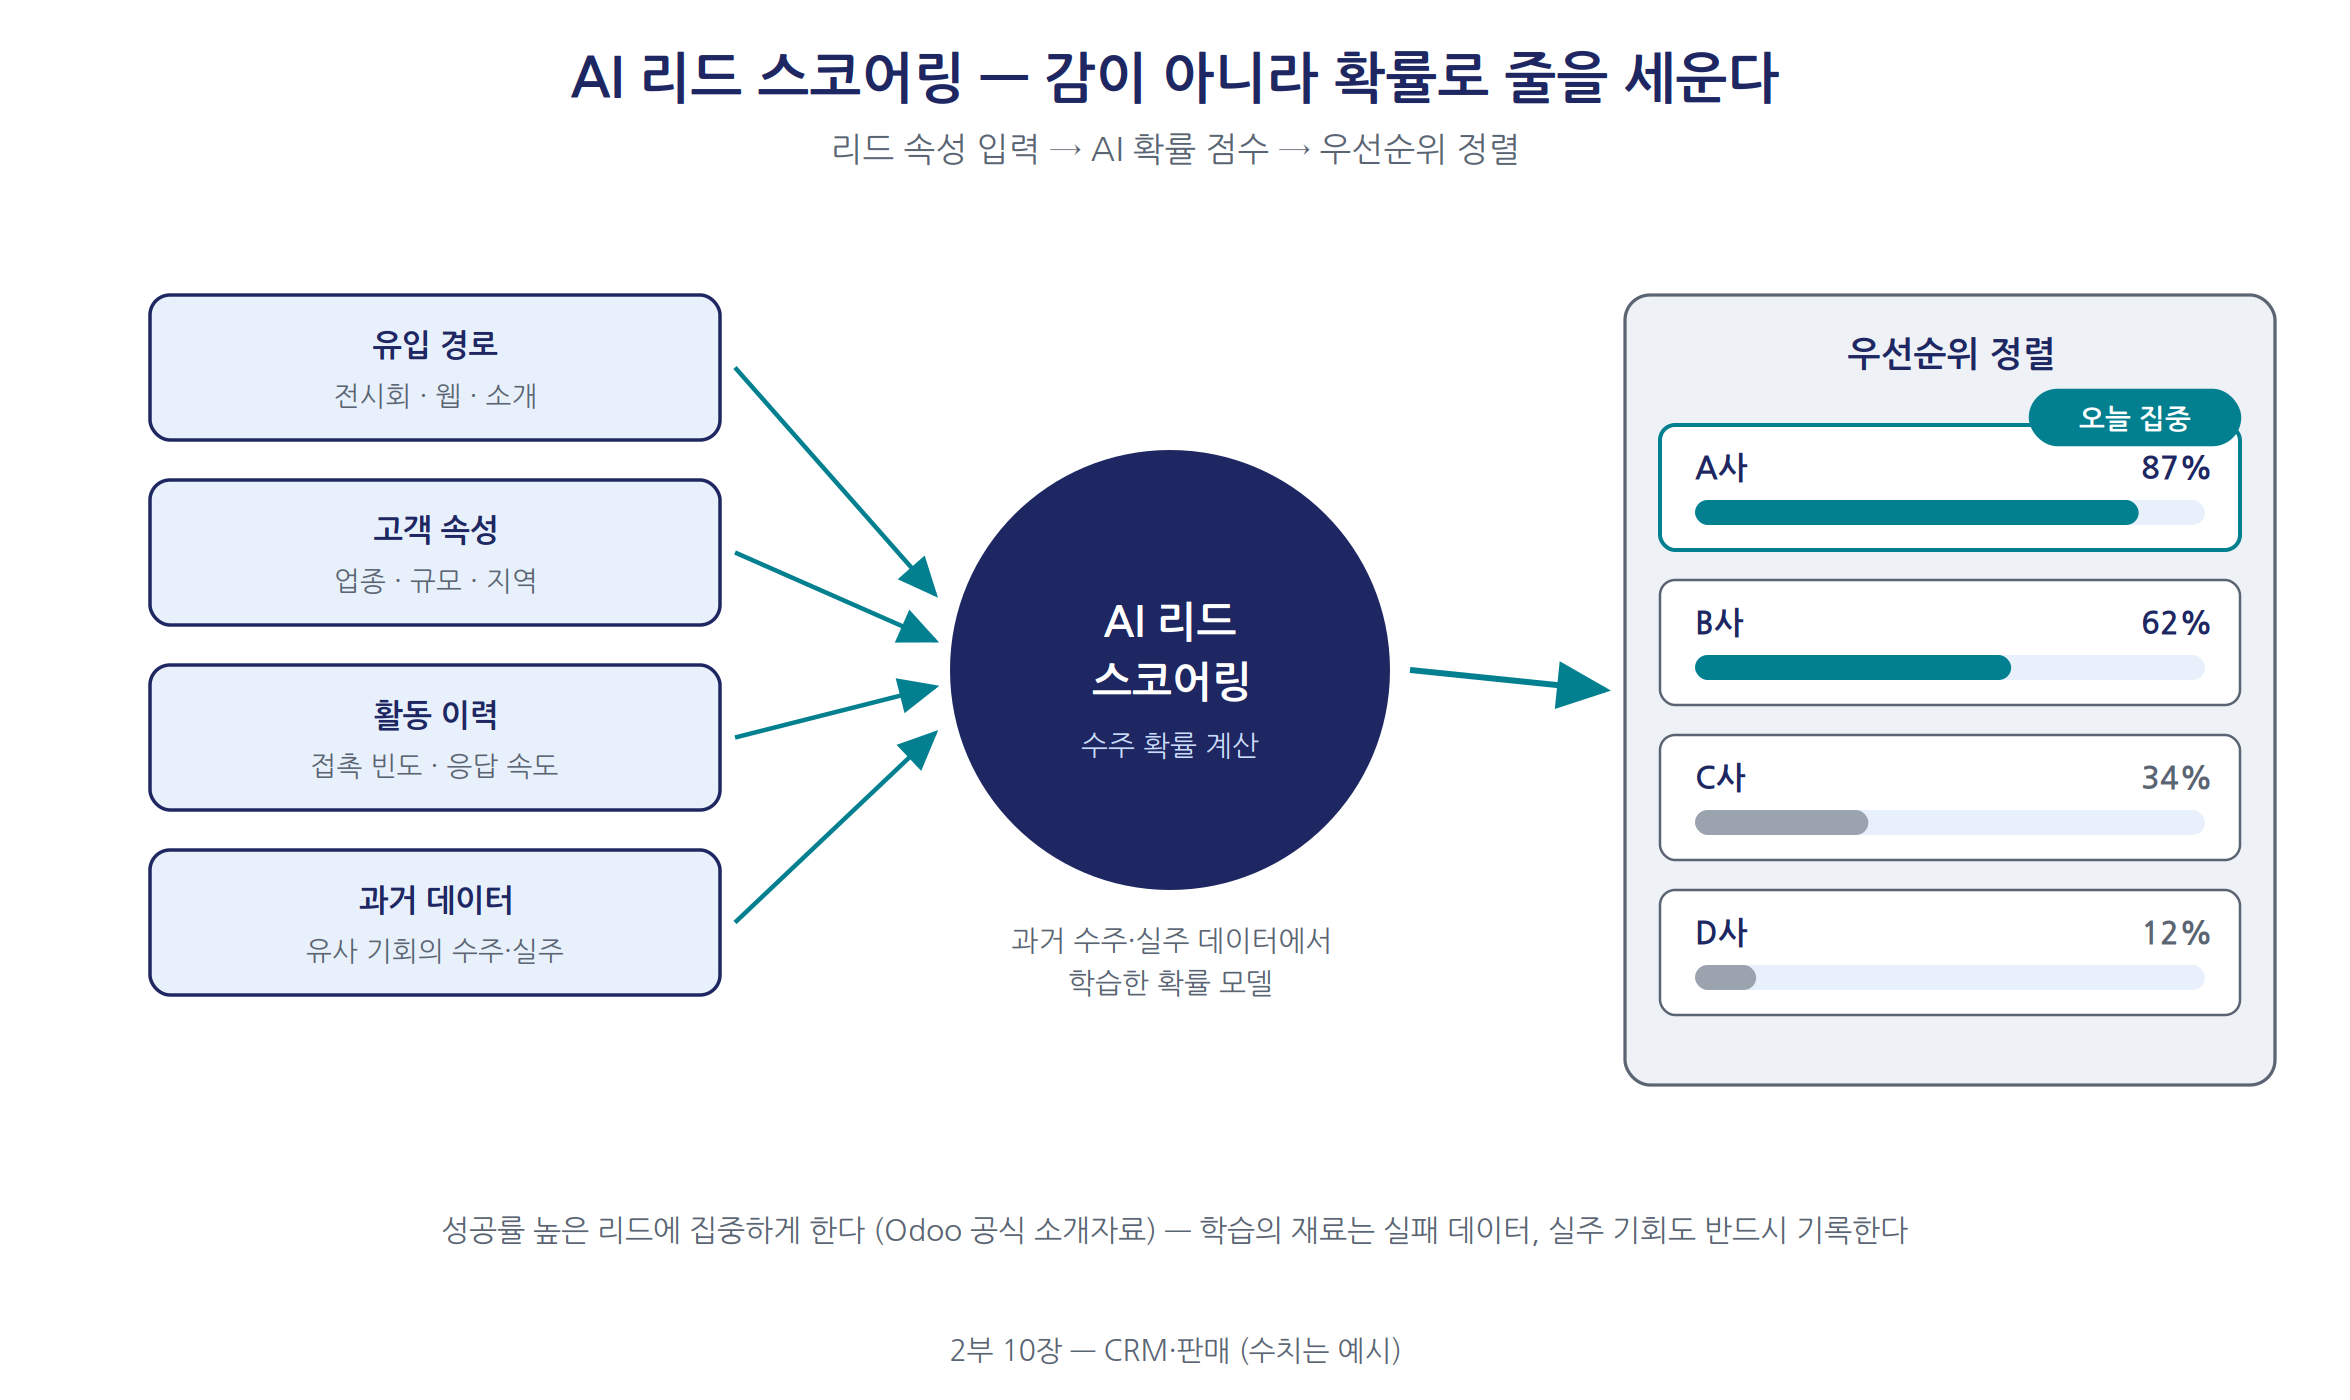 AI 리드 스코어링 — 감이 아니라 확률로 줄을 세운다
리드 속성 입력 → AI 확률 점수 → 우선순위 정렬
유입 경로
전시회 · 웹 · 소개
고객 속성
업종 · 규모 · 지역
활동 이력
접촉 빈도 · 응답 속도
과거 데이터
유사 기회의 수주·실주
AI 리드
스코어링
수주 확률 계산
과거 수주·실주 데이터에서
학습한 확률 모델
우선순위 정렬
오늘 집중
A사 87%
B사 62%
C사 34%
D사 12%
성공률 높은 리드에 집중하게 한다 (Odoo 공식 소개자료) — 학습의 재료는 실패 데이터, 실주 기회도 반드시 기록한다
2부 10장 — CRM·판매 (수치는 예시)